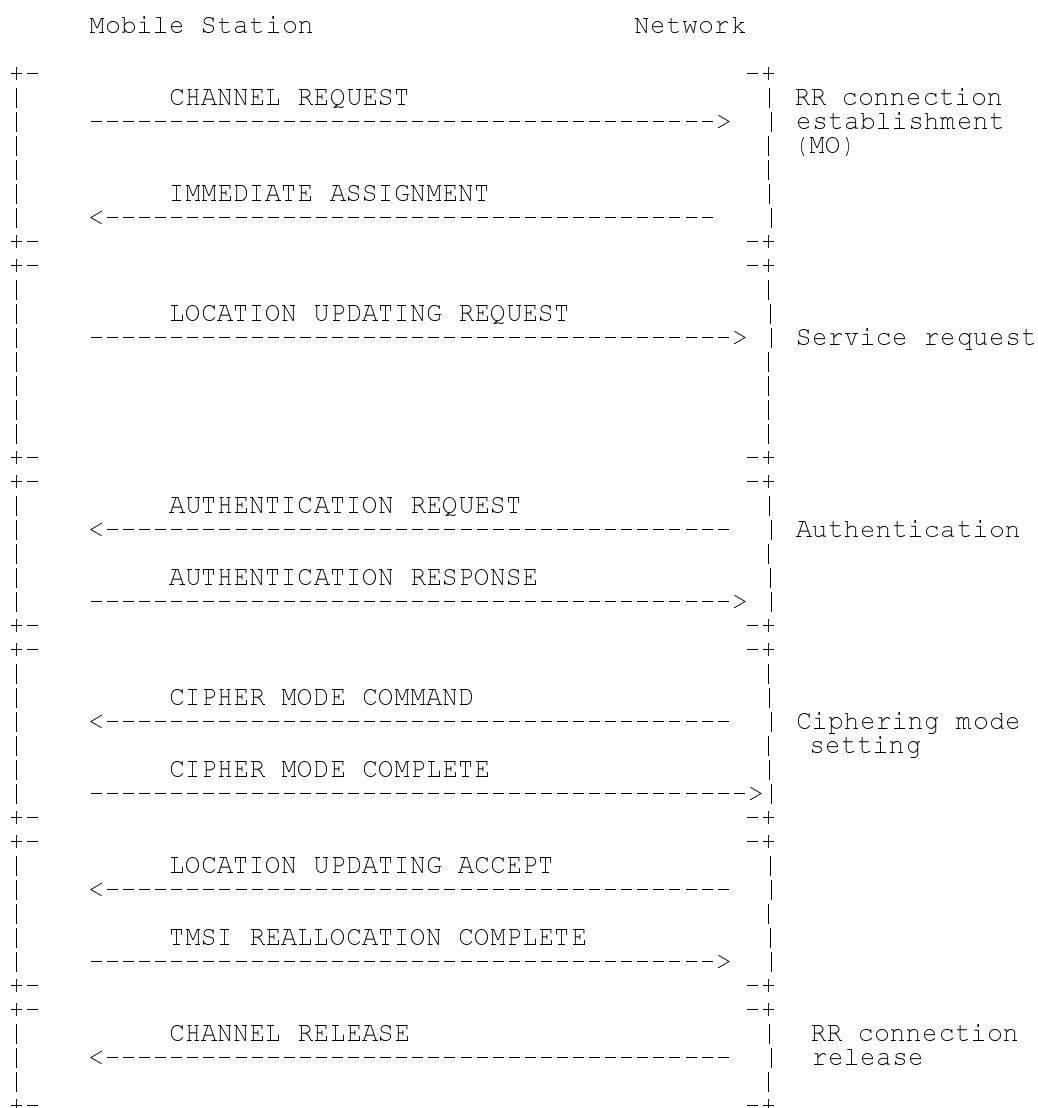 Mobile Station Network
CHANNEL REQUEST RR connection
establishment
(MO)
IMMEDIATE ASSIGNMENT
LOCATION UPDATING REQUEST
Service request
AUTHENTICATION REQUEST
Authentication
AUTHENTICATION RESPONSE
CIPHER MODE COMMAND
Ciphering mode
setting
CIPHER MODE COMPLETE
LOCATION UPDATING ACCEPT
TMSI REALLOCATION COMPLETE
CHANNEL RELEASE RR connection
release